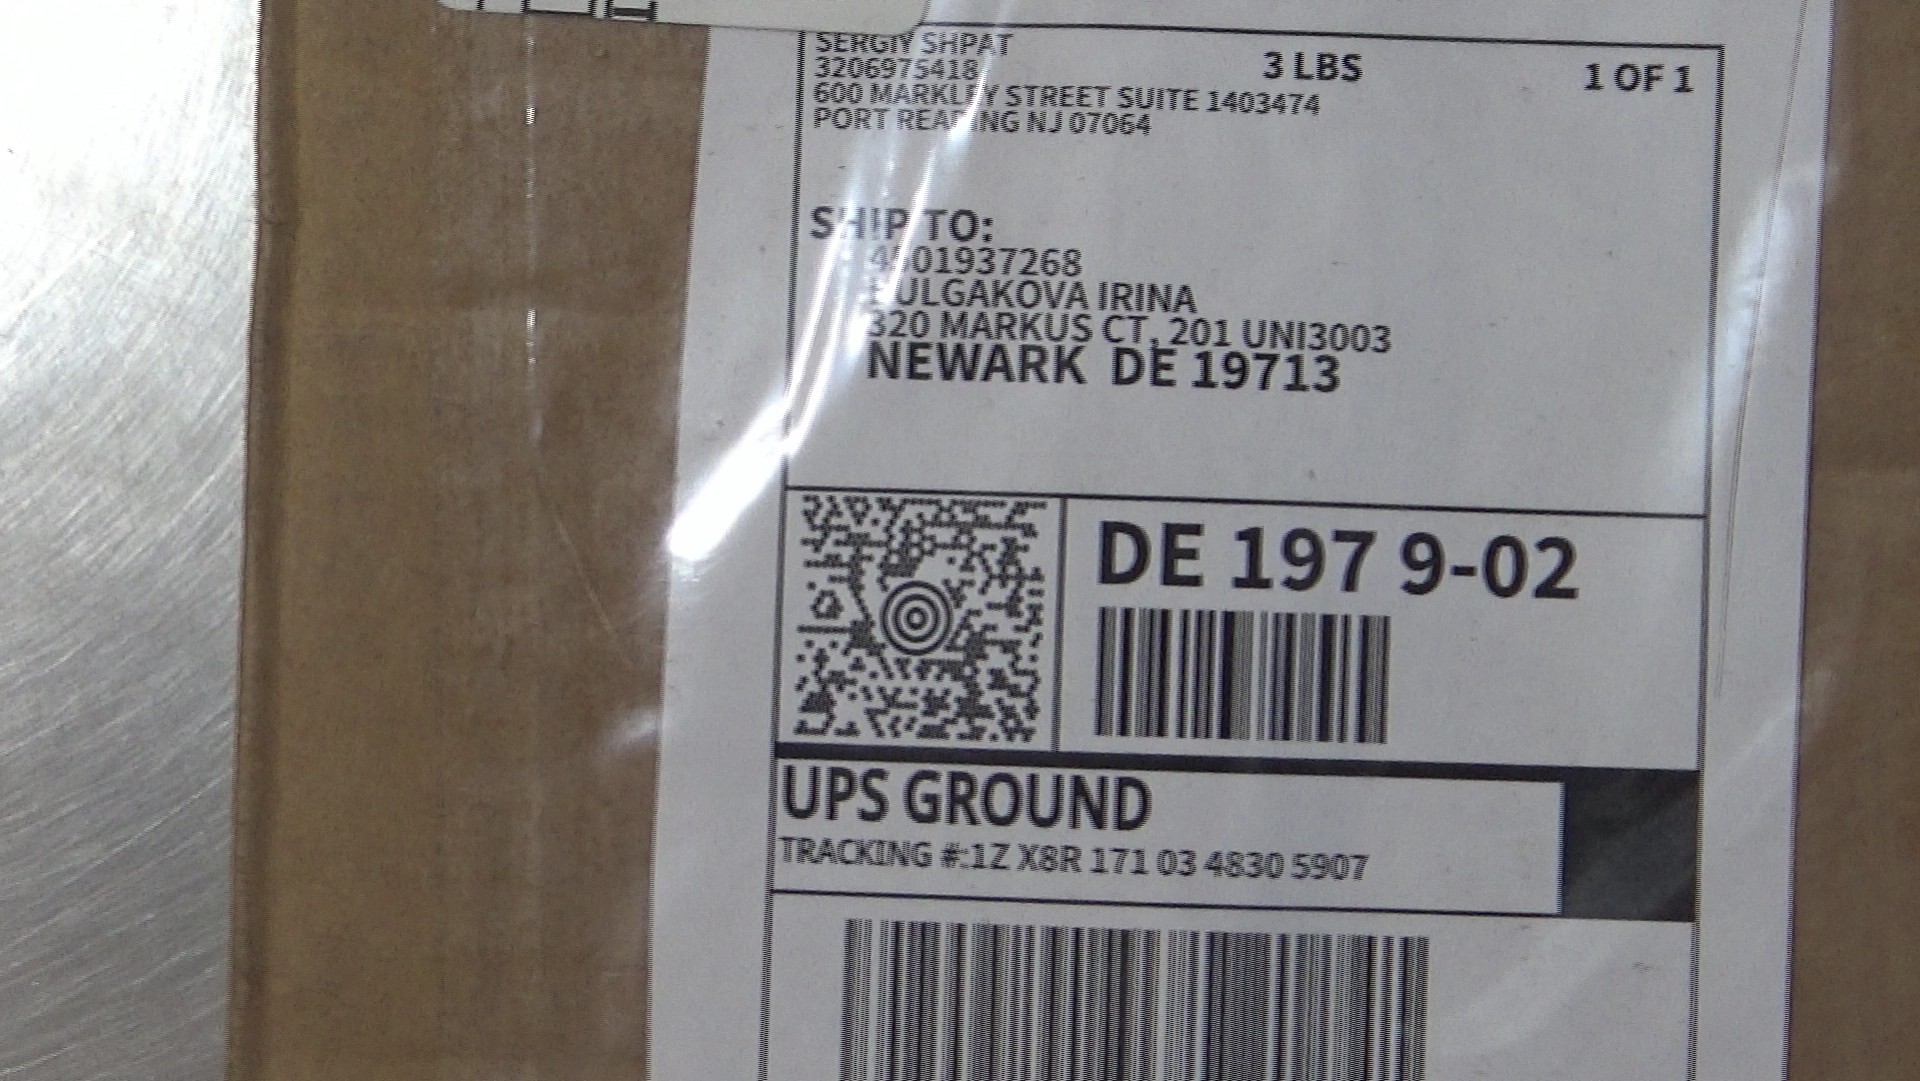 SERGIY SHPAT
3206975418
3 LBS
1 OF 1
600 MARKLEY STREET SUITE 1403474
PORT READING NJ 07064
SHIP TO:
IRINA
320 MARKUS CT, 201 UNI3003
NEWARK DE 19713
DE 197 9-02
UPS GROUND
TRACKING #:1Z X8R 171 03 4830 5907